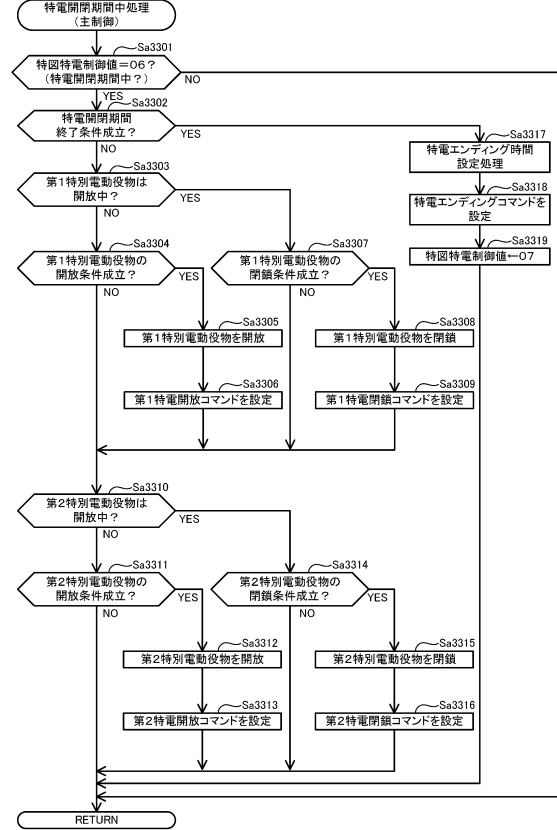 特電開閉期間中処理
(主制御)
Sa3301
特図特電制御値=06?
(特電開閉期間中?)
NO
YES
Sa3302
特電開閉期間
終了条件成立?
YES
NO
Sa3317
特電エンディング時間
設定処理
Sa3318
特電エンディングコマンドを
設定
Sa3319
特図特電制御値←07
Sa3303
第1特別電動役物は
開放中?
YES
NO
Sa3304
第1特別電動役物の
開放条件成立?
YES
NO
Sa3307
第1特別電動役物の
閉鎖条件成立?
YES
NO
Sa3305
第1特別電動役物を開放
Sa3308
第1特別電動役物を閉鎖
Sa3306
第1特電開放コマンドを設定
Sa3309
第1特電閉鎖コマンドを設定
Sa3310
第2特別電動役物は
開放中?
YES
NO
Sa3311
第2特別電動役物の
開放条件成立?
YES
NO
Sa3314
第2特別電動役物の
閉鎖条件成立?
YES
NO
Sa3312
第2特別電動役物を開放
Sa3315
第2特別電動役物を閉鎖
Sa3313
第2特電開放コマンドを設定
Sa3316
第2特電閉鎖コマンドを設定
RETURN